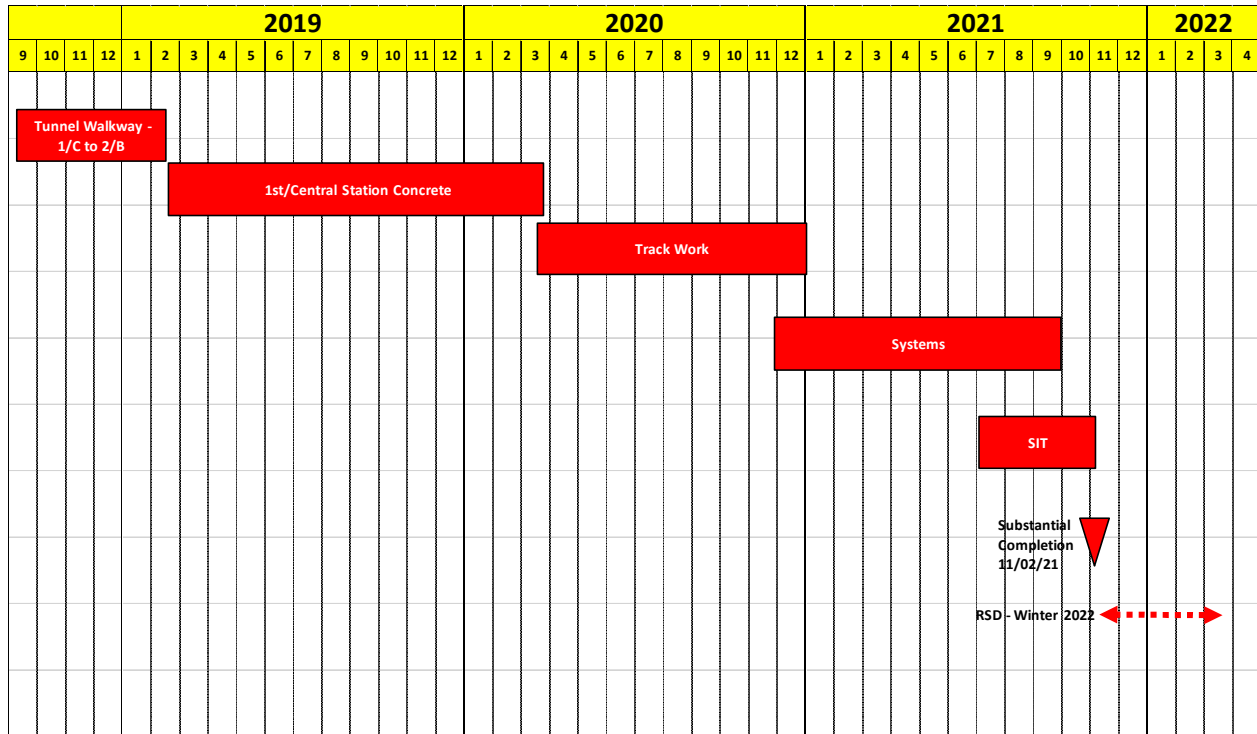 2019 2020 2021 2022
9 10 11 12 1 2 3 4 5 6 7 8 9 10 11 12 1 2 3 4 5 6 7 8 9 10 11 12 1 2 3 4 5 6 7 8 9 10 11 12 1 2 3 4
Tunnel Walkway -
1/C to 2/B
1st/Central Station Concrete
Track Work
Systems
SIT
Substantial
Completion
11/02/21
RSD - Winter 2022